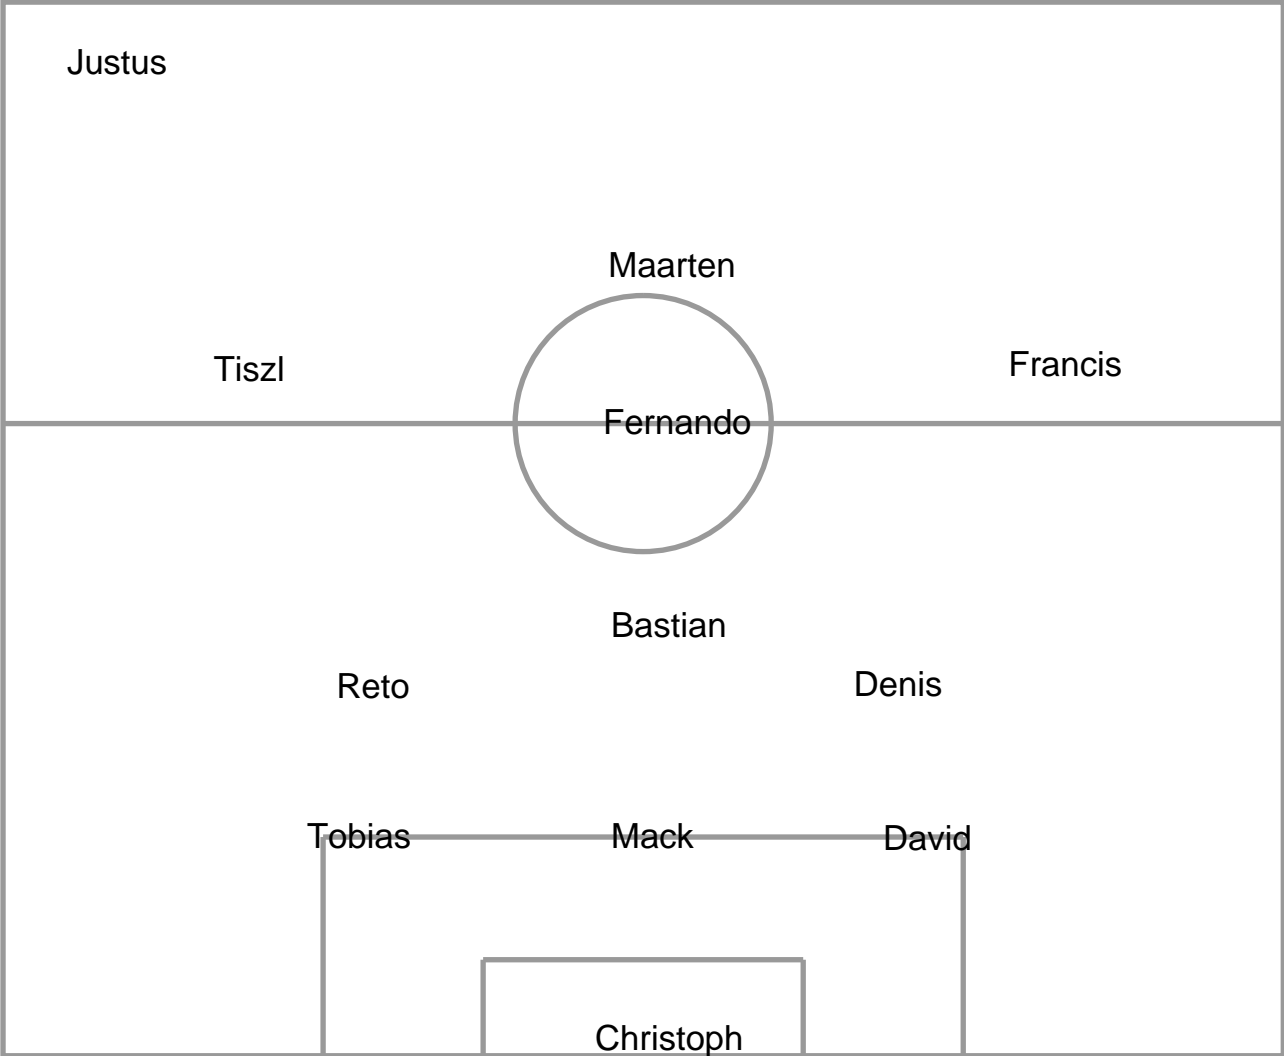 Justus
Maarten
Tiszl
Francis
Fernando
Bastian
Reto
Denis
Tobias
Mack
David
Christoph